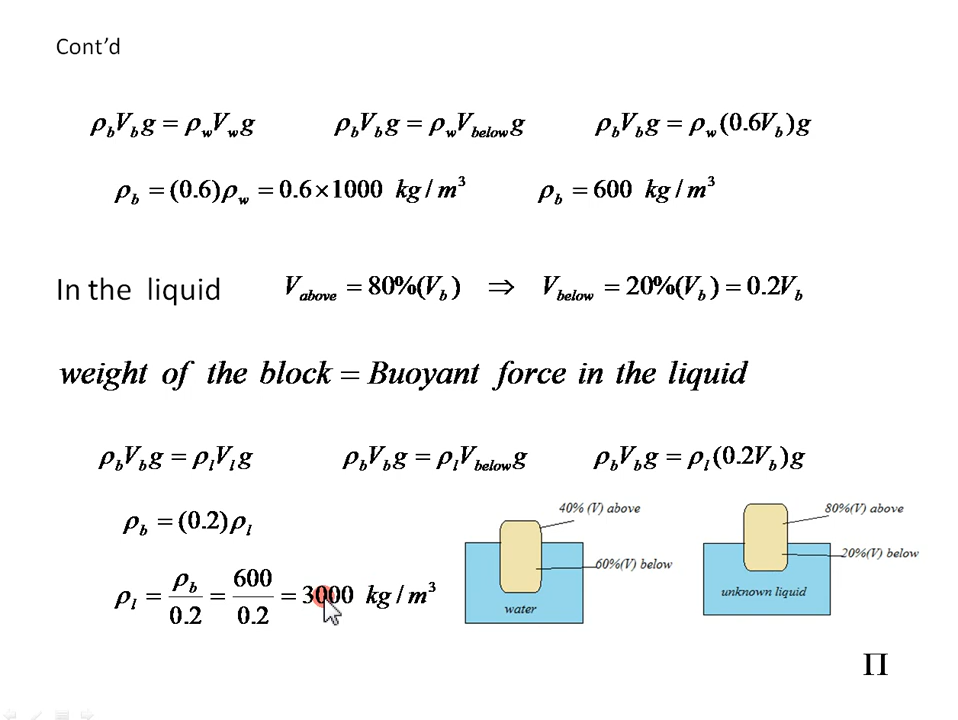 Cont’d
ρ_b V_b g = ρ_w V_w g    ρ_b V_b g = ρ_w V_below g    ρ_b V_b g = ρ_w (0.6V_b) g
ρ_b = (0.6)ρ_w = 0.6×1000 kg / m³    ρ_b = 600 kg / m³
In the liquid    V_above = 80%(V_b) ⇒ V_below = 20%(V_b) = 0.2V_b
weight of the block = Buoyant force in the liquid
ρ_b V_b g = ρ_l V_l g    ρ_b V_b g = ρ_l V_below g    ρ_b V_b g = ρ_l (0.2V_b) g
ρ_b = (0.2)ρ_l
ρ_l = ρ_b / 0.2 = 600 / 0.2 = 3000 kg / m³
40% (V) above
60%(V) below
water
80%(V) above
20%(V) below
unknown liquid
Π